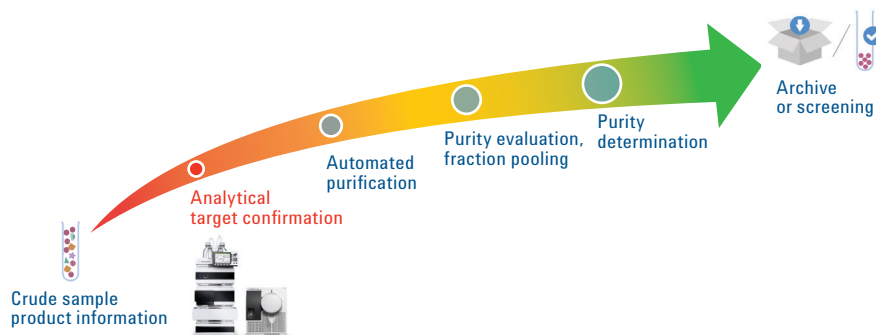 Crude sample
product information
Analytical
target confirmation
Automated
purification
Purity evaluation,
fraction pooling
Purity
determination
Archive
or screening